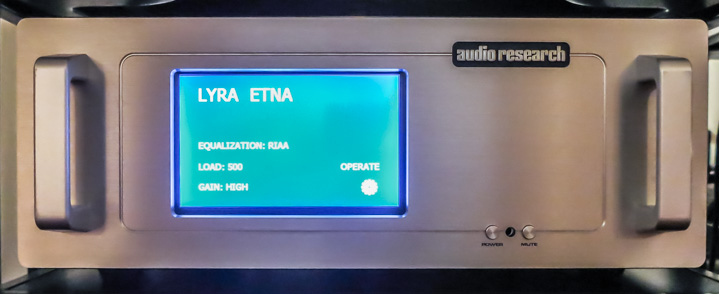 audio research
LYRA ETNA
EQUALIZATION: RIAA
LOAD: 500 OPERATE
GAIN: HIGH
POWER MUTE